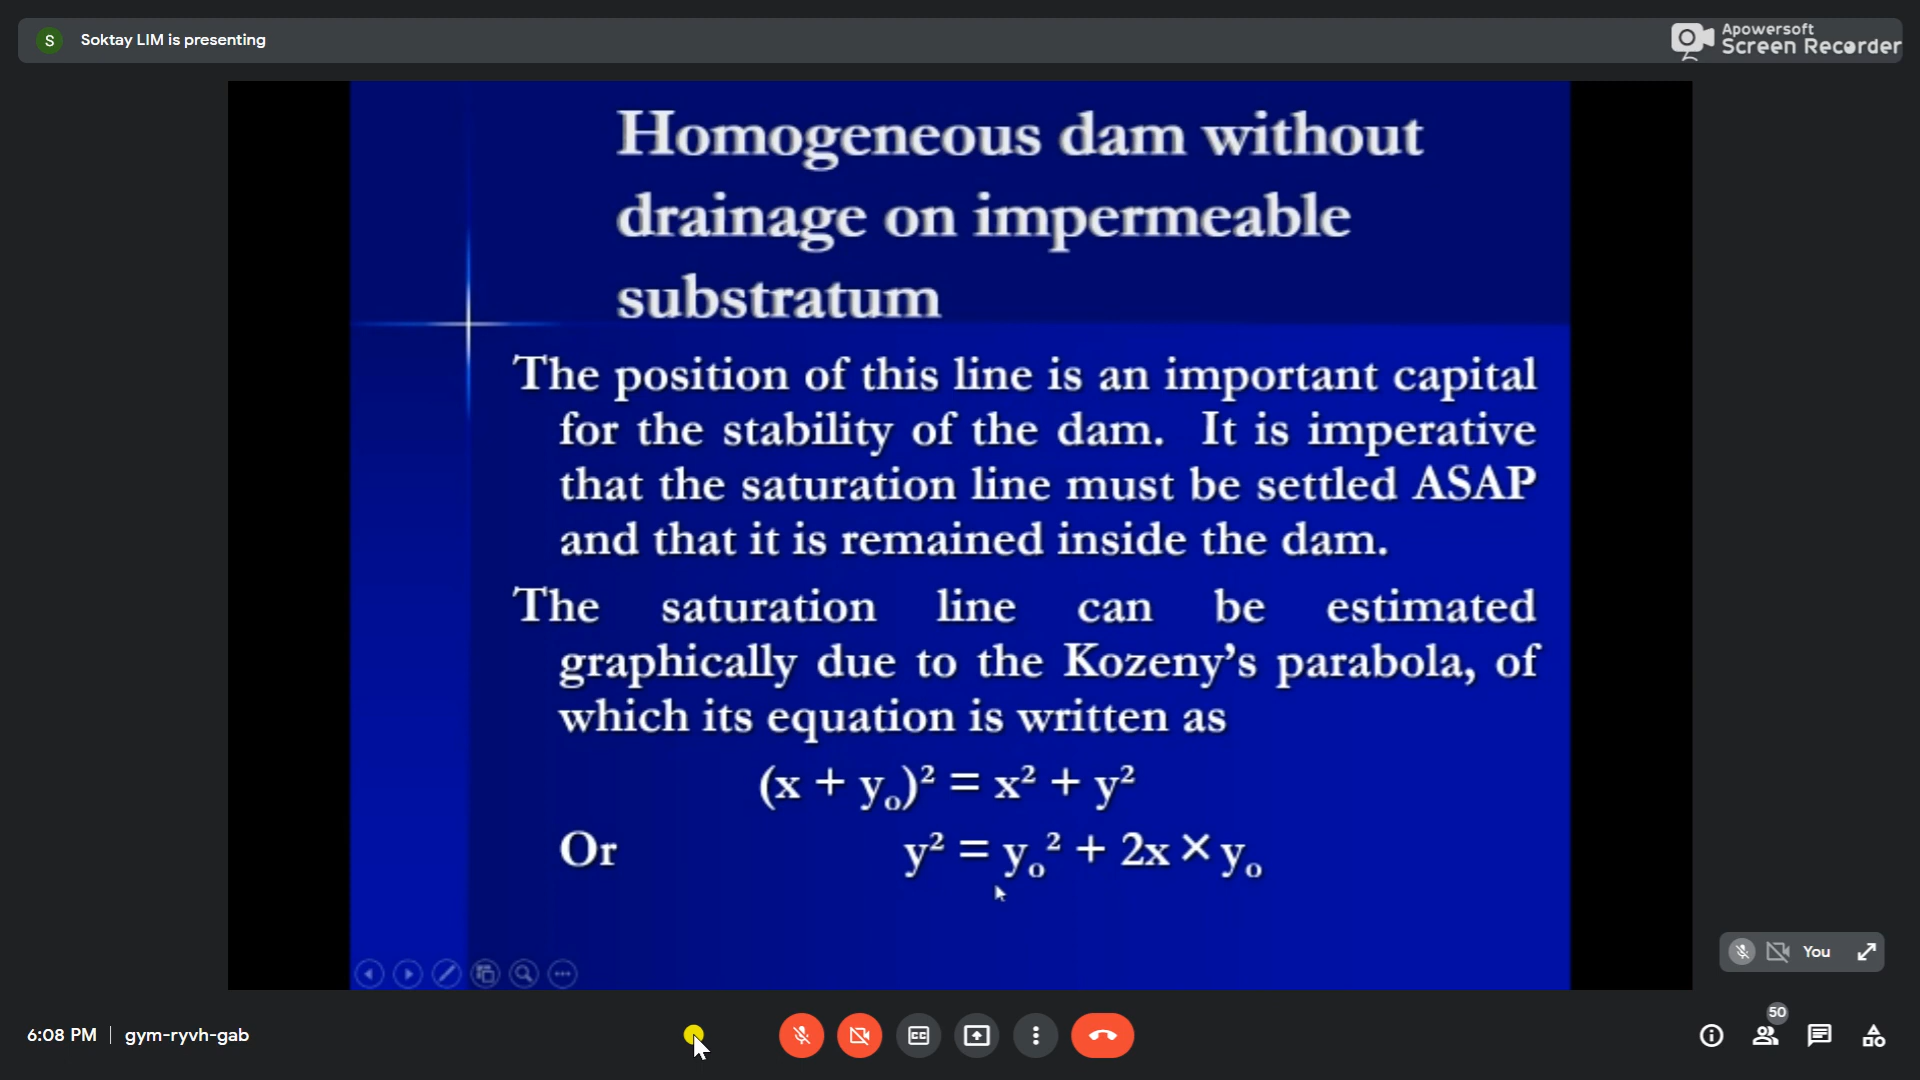 S Soktay LIM is presenting
Apowersoft
Screen Recorder
Homogeneous dam without
drainage on impermeable
substratum
The position of this line is an important capital
for the stability of the dam. It is imperative
that the saturation line must be settled ASAP
and that it is remained inside the dam.
The saturation line can be estimated
graphically due to the Kozeny’s parabola, of
which its equation is written as
(x + yₒ)² = x² + y²
Or y² = yₒ² + 2x × yₒ
You
50
6:08 PM | gym-ryvh-gab
CC